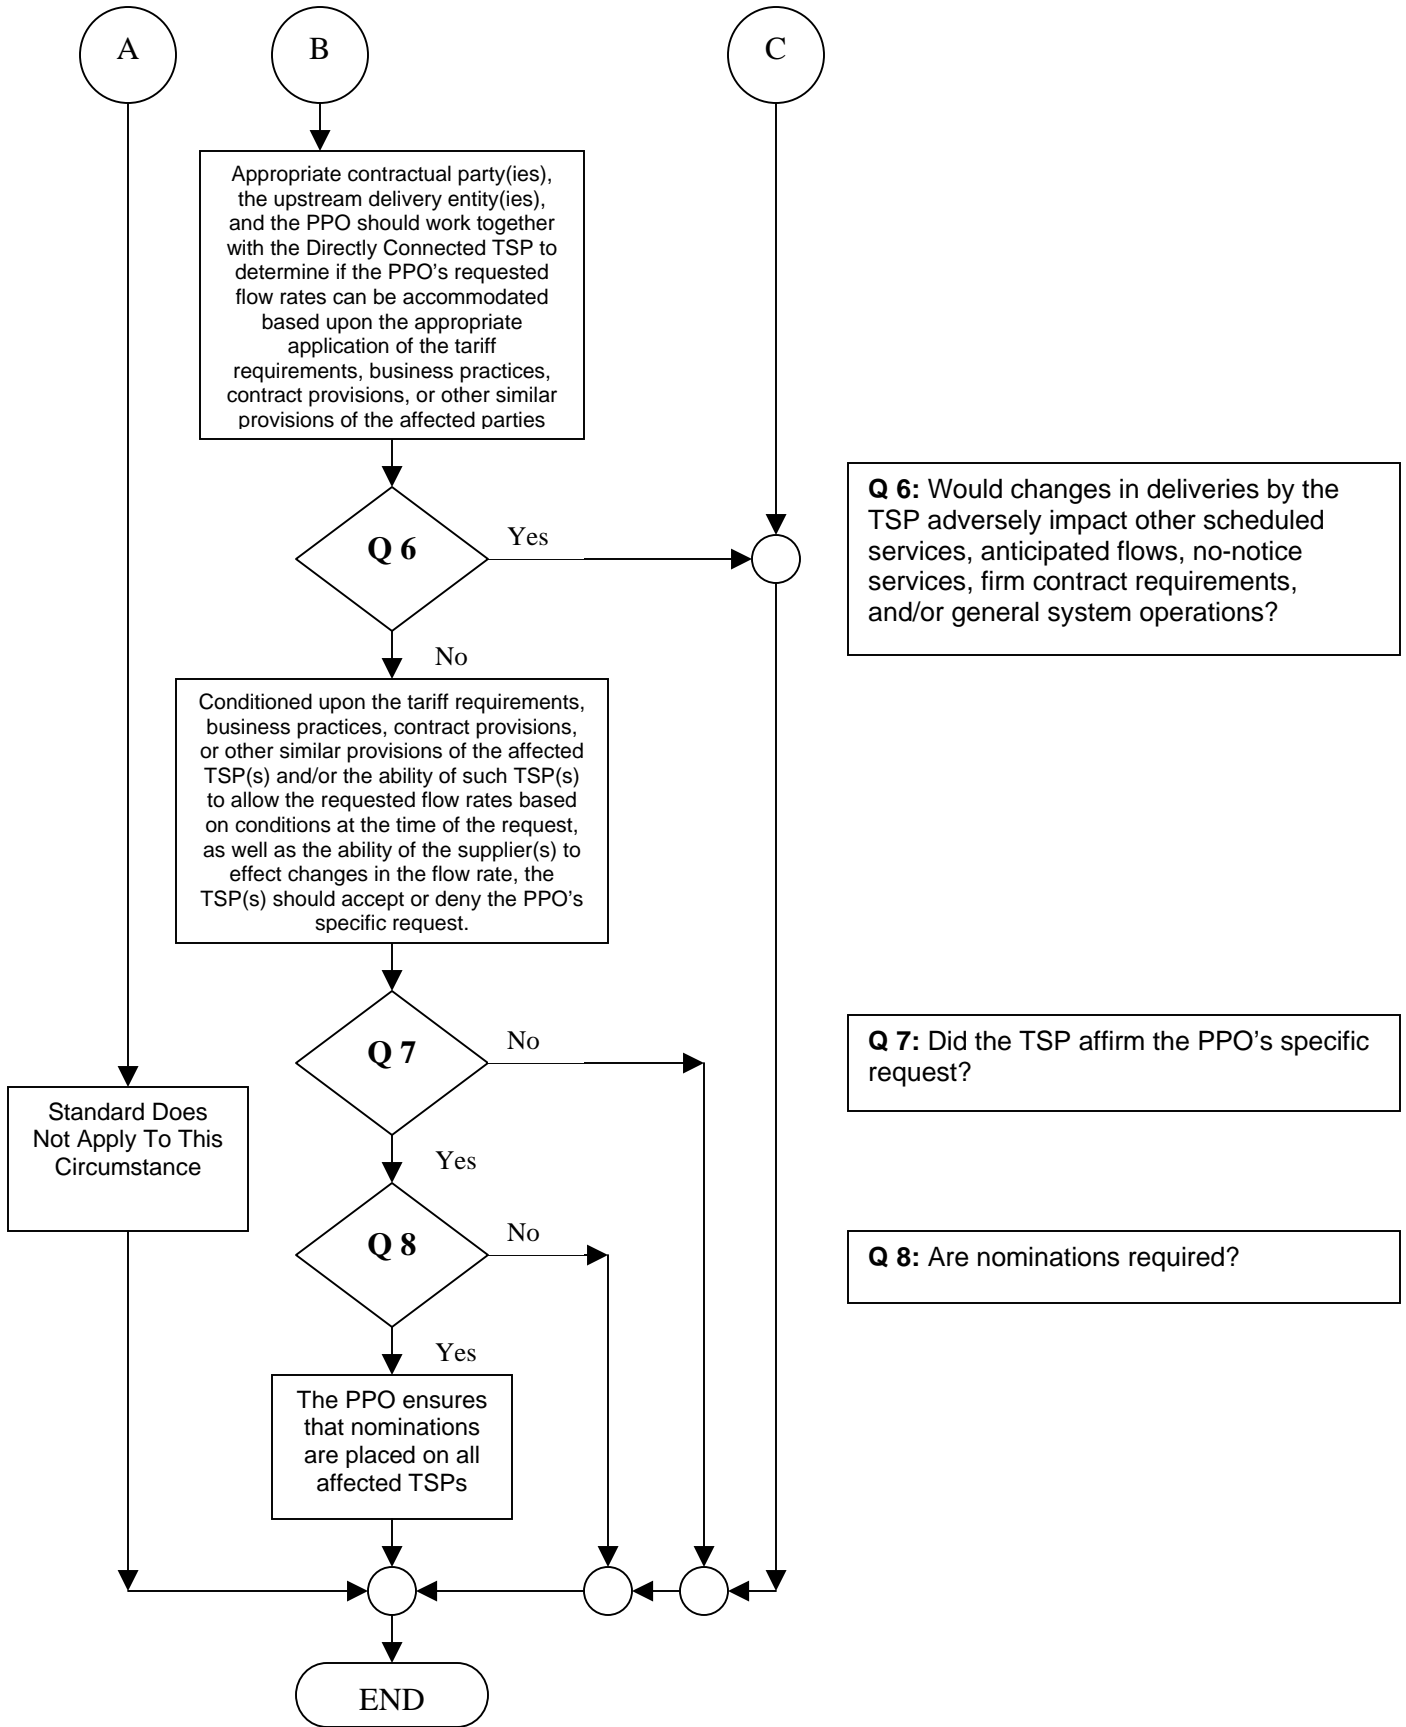 A
B
C
Appropriate contractual party(ies),
the upstream delivery entity(ies),
and the PPO should work together
with the Directly Connected TSP to
determine if the PPO's requested
flow rates can be accommodated
based upon the appropriate
application of the tariff
requirements, business practices,
contract provisions, or other similar
provisions of the affected parties
Q 6
Yes
No
Q 6: Would changes in deliveries by the
TSP adversely impact other scheduled
services, anticipated flows, no-notice
services, firm contract requirements,
and/or general system operations?
Conditioned upon the tariff requirements,
business practices, contract provisions,
or other similar provisions of the affected
TSP(s) and/or the ability of such TSP(s)
to allow the requested flow rates based
on conditions at the time of the request,
as well as the ability of the supplier(s) to
effect changes in the flow rate, the
TSP(s) should accept or deny the PPO's
specific request.
Q 7
No
Yes
Q 7: Did the TSP affirm the PPO's specific
request?
Standard Does
Not Apply To This
Circumstance
Q 8
No
Yes
Q 8: Are nominations required?
The PPO ensures
that nominations
are placed on all
affected TSPs
END